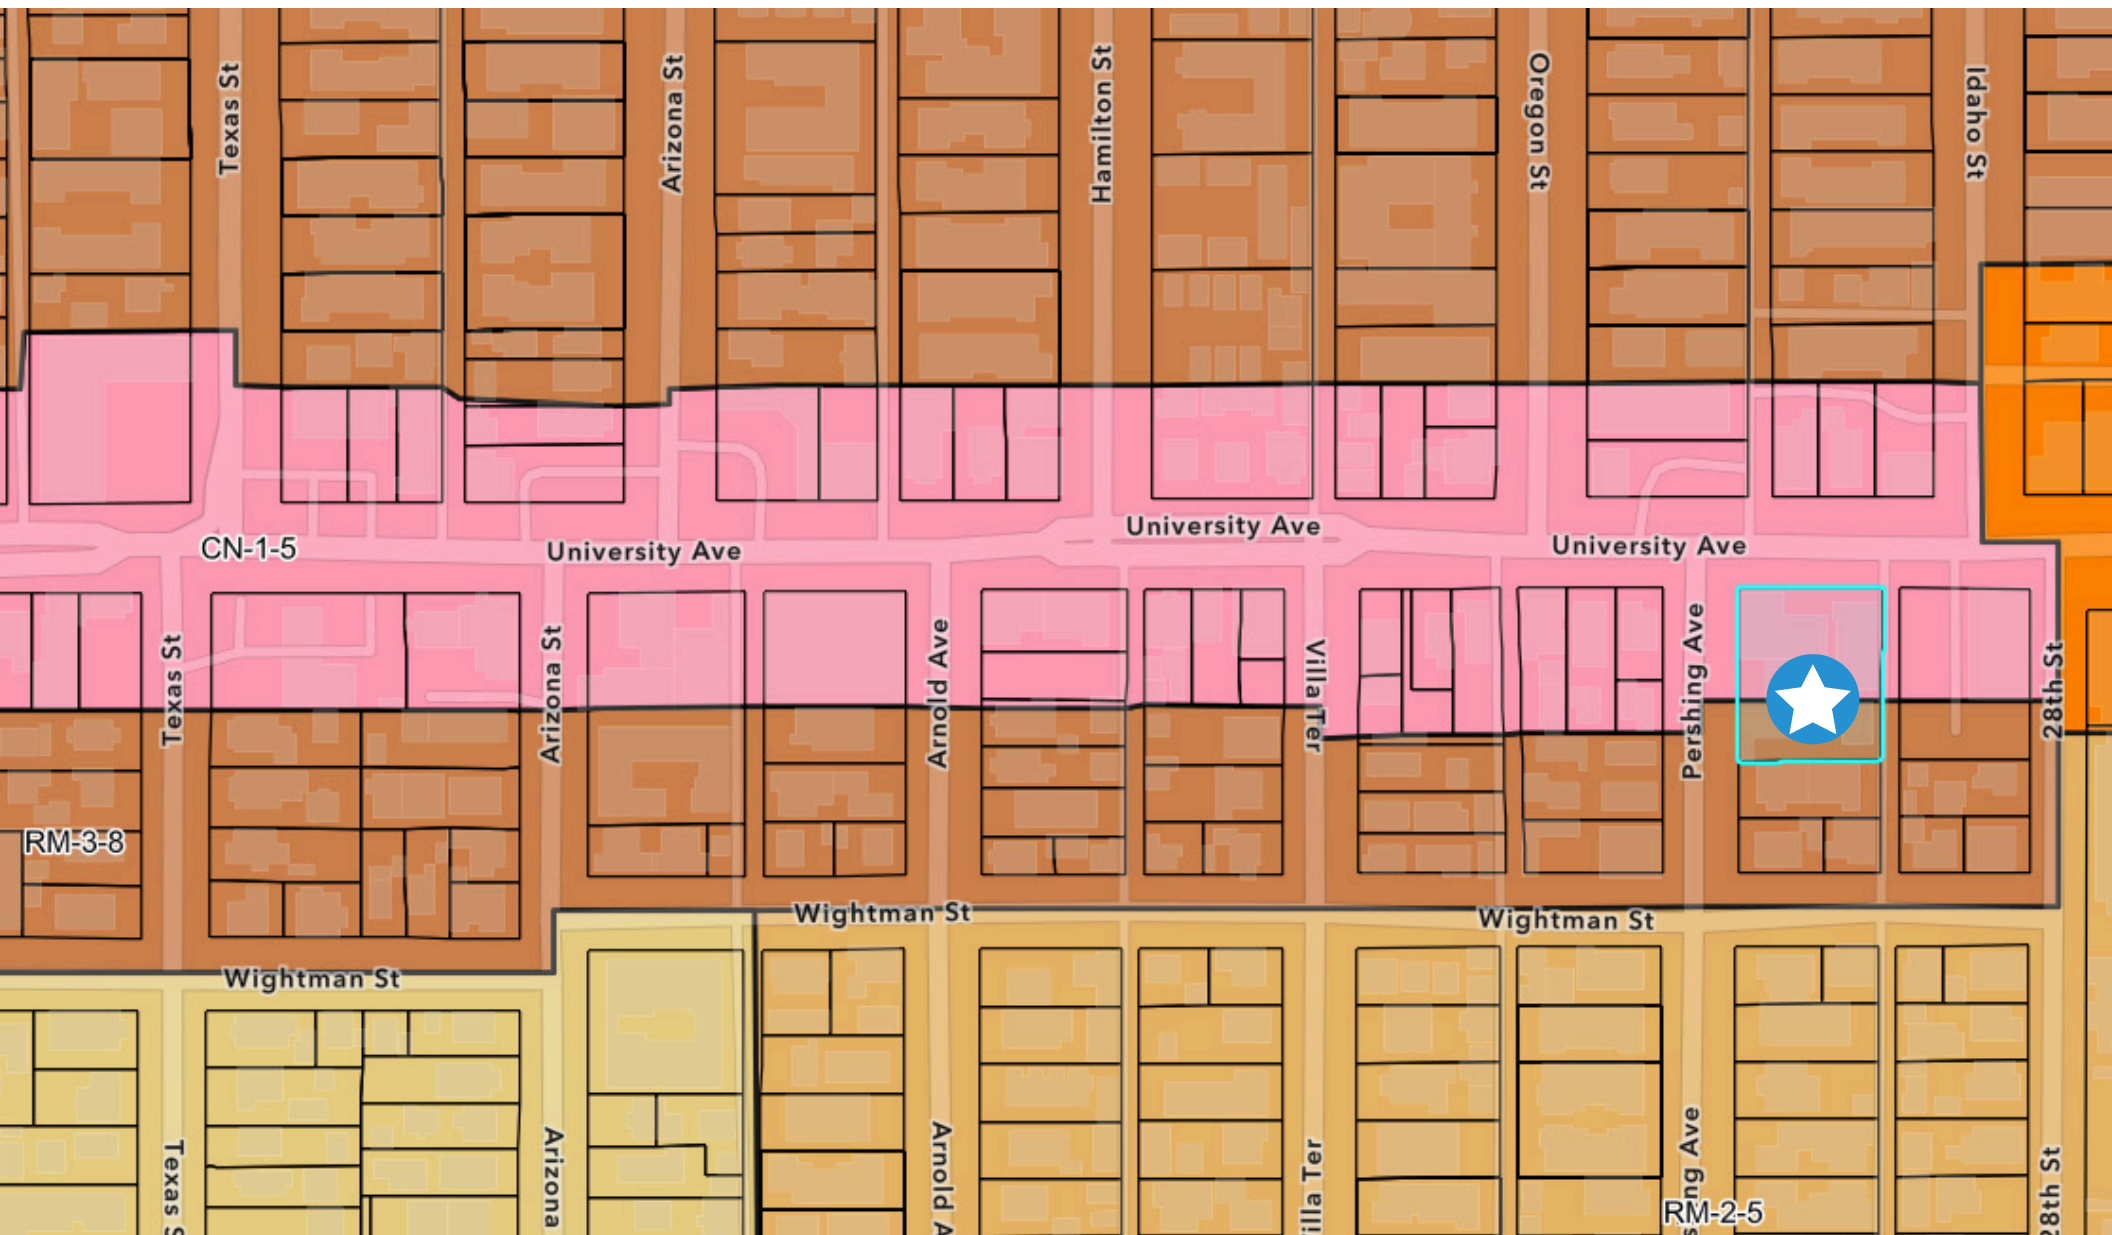 Texas St
Arizona St
Hamilton St
Oregon St
Idaho St
University Ave
CN-1-5
University Ave
University Ave
Texas St
Arizona St
Arnold Ave
Villa Ter
Pershing Ave
28th St
RM-3-8
Wightman St
Wightman St
Wightman St
Texas S
Arizona
Arnold A
illa Ter
sing Ave
28th St
RM-2-5